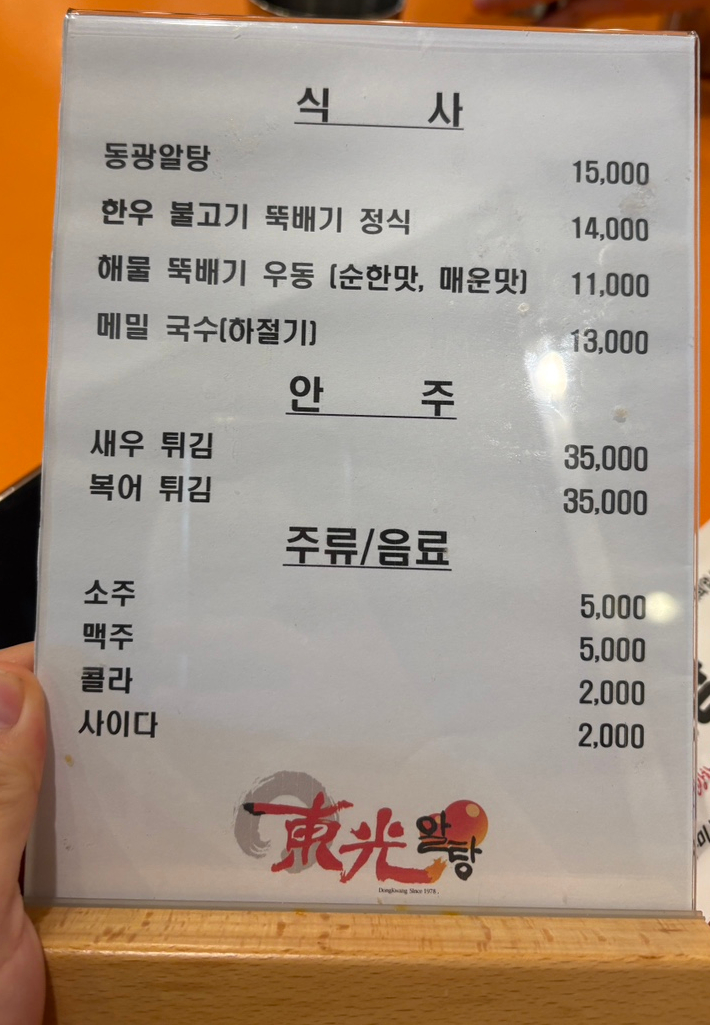 식 사
동광알탕 15,000
한우 불고기 뚝배기 정식 14,000
해물 뚝배기 우동 (순한맛, 매운맛) 11,000
메밀 국수(하절기) 13,000
안 주
새우 튀김 35,000
복어 튀김 35,000
주류/음료
소주 5,000
맥주 5,000
콜라 2,000
사이다 2,000
東光 알탕
DongKwang Since 1978.